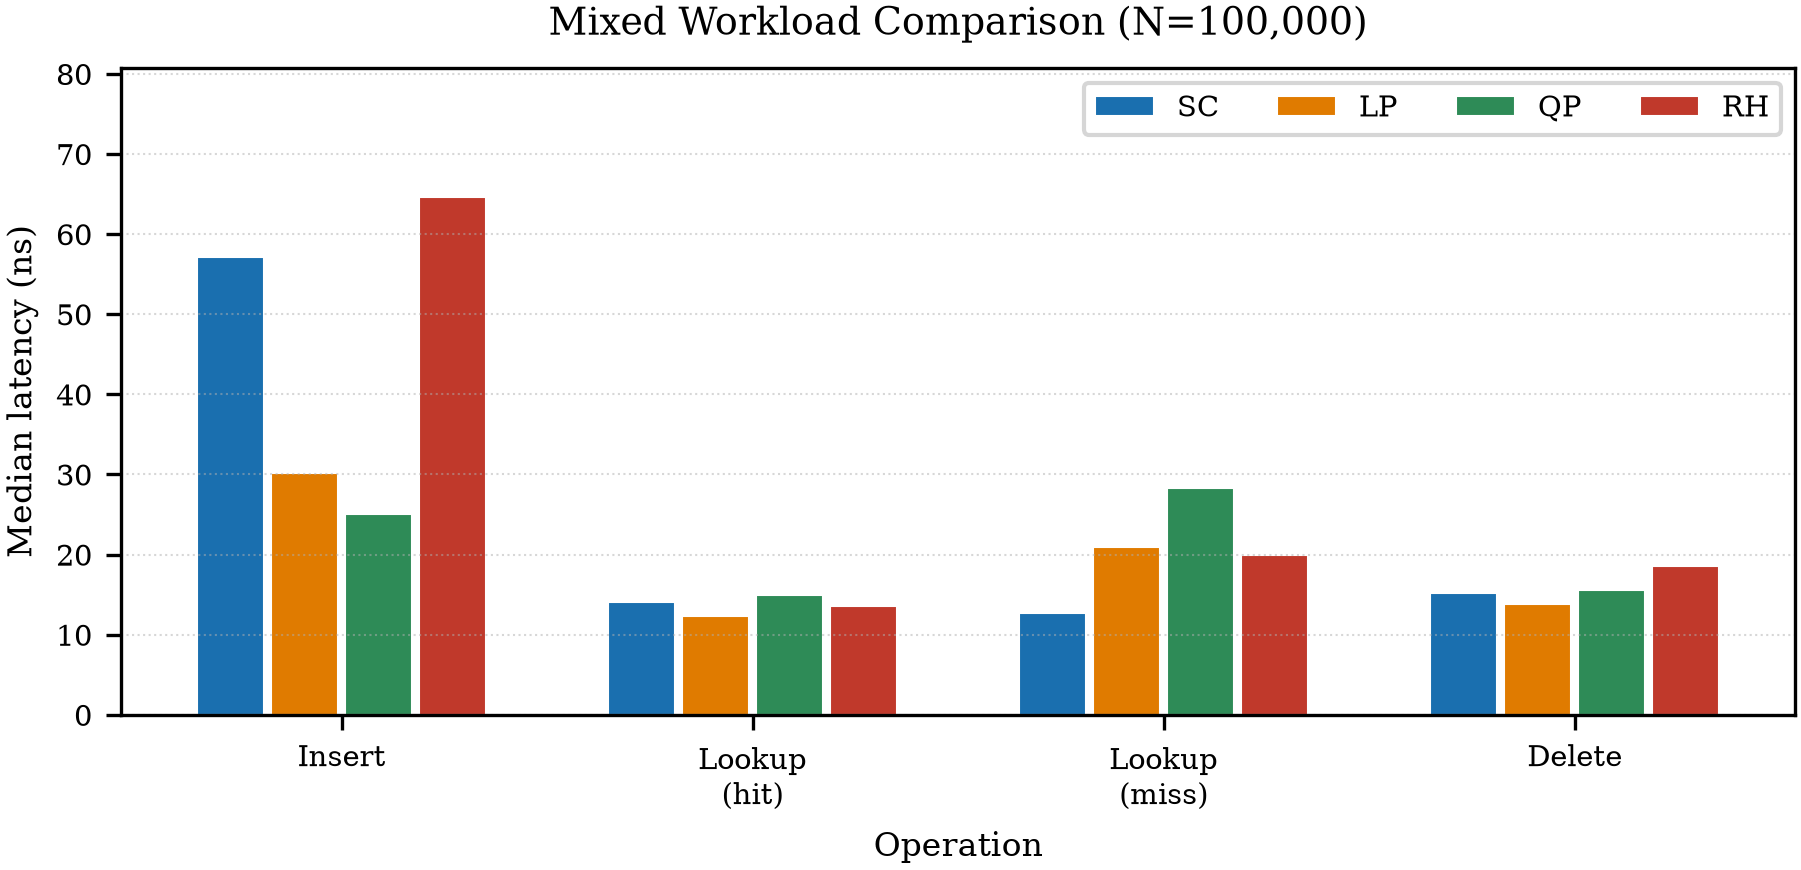 Mixed Workload Comparison (N=100,000)
SC LP QP RH
Median latency (ns)
80
70
60
50
40
30
20
10
0
Insert
Lookup
(hit)
Lookup
(miss)
Delete
Operation